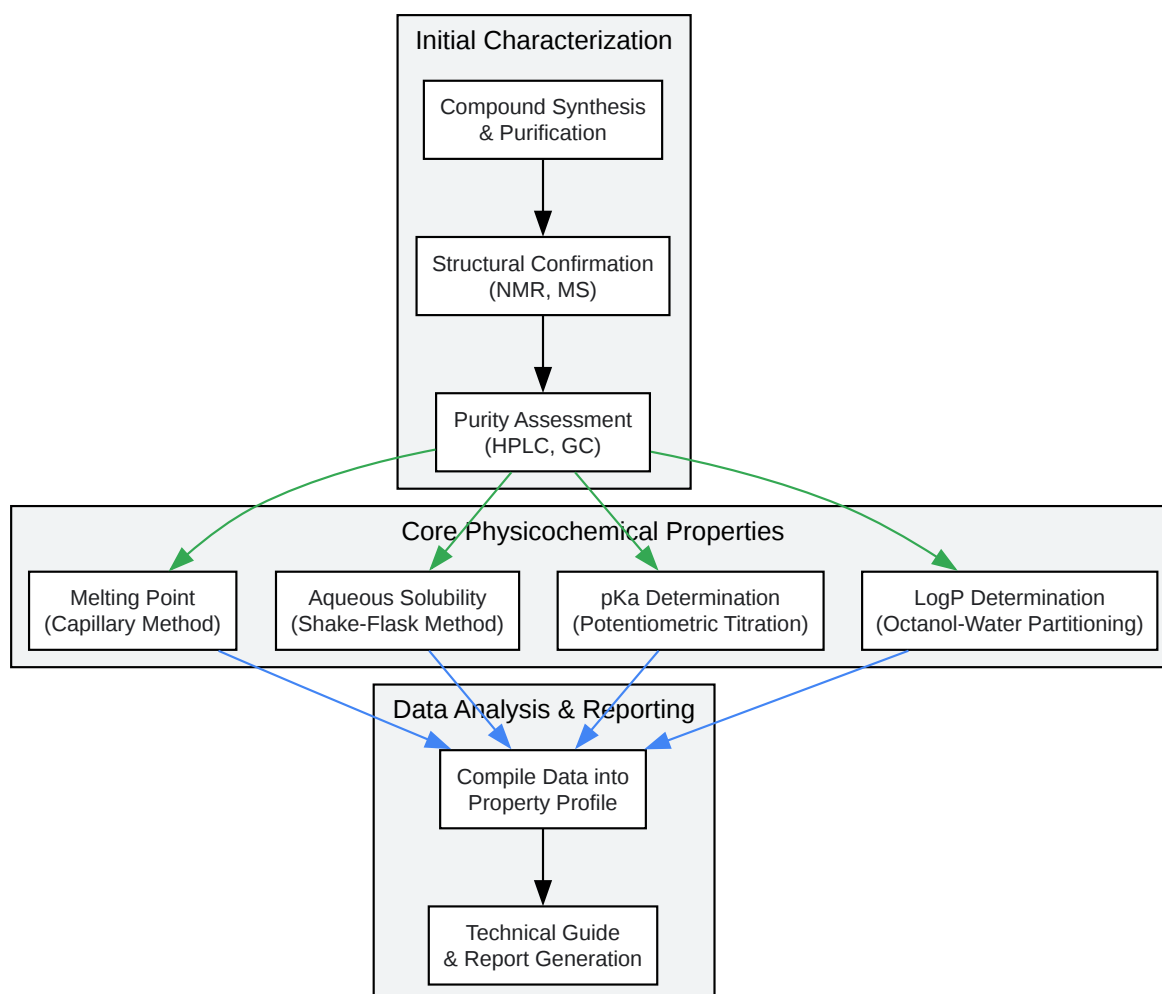 Initial Characterization
Compound Synthesis
& Purification
Structural Confirmation
(NMR, MS)
Purity Assessment
(HPLC, GC)
Core Physicochemical Properties
Melting Point
(Capillary Method)
Aqueous Solubility
(Shake-Flask Method)
pKa Determination
(Potentiometric Titration)
LogP Determination
(Octanol-Water Partitioning)
Data Analysis & Reporting
Compile Data into
Property Profile
Technical Guide
& Report Generation